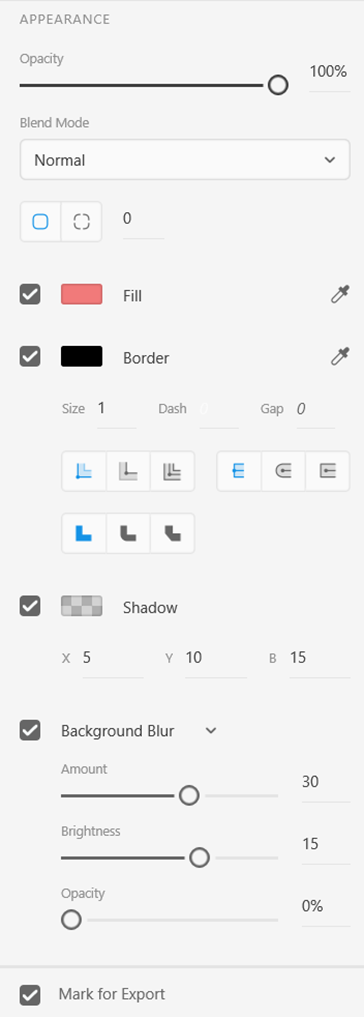 APPEARANCE
Opacity
100%
Blend Mode
Normal
0
Fill
Border
Size 1 Dash 0 Gap 0
Shadow
X 5 Y 10 B 15
Background Blur
Amount
30
Brightness
15
Opacity
0%
Mark for Export